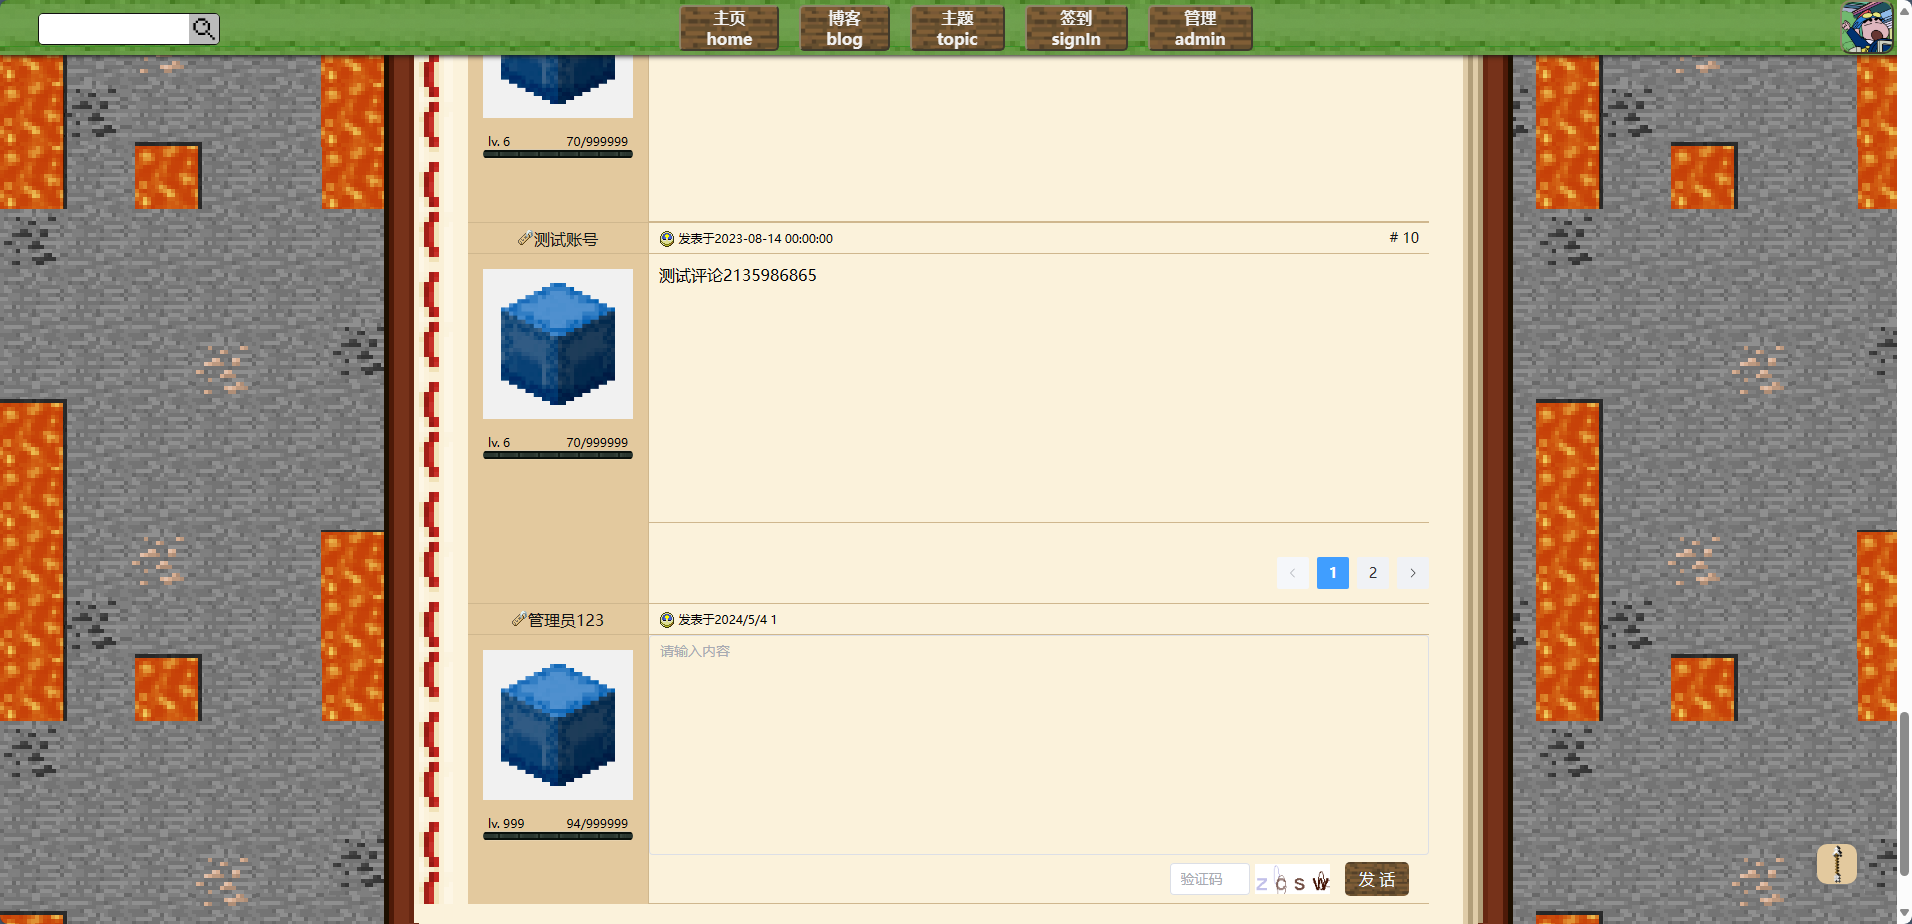 主页
home
博客
blog
主题
topic
签到
signIn
管理
admin
lv. 6 70/999999
测试账号 发表于2023-08-14 00:00:00 # 10
测试评论2135986865
lv. 6 70/999999
1 2
管理员123 发表于2024/5/4 1
请输入内容
lv. 999 94/999999
验证码 z c s w 发 话